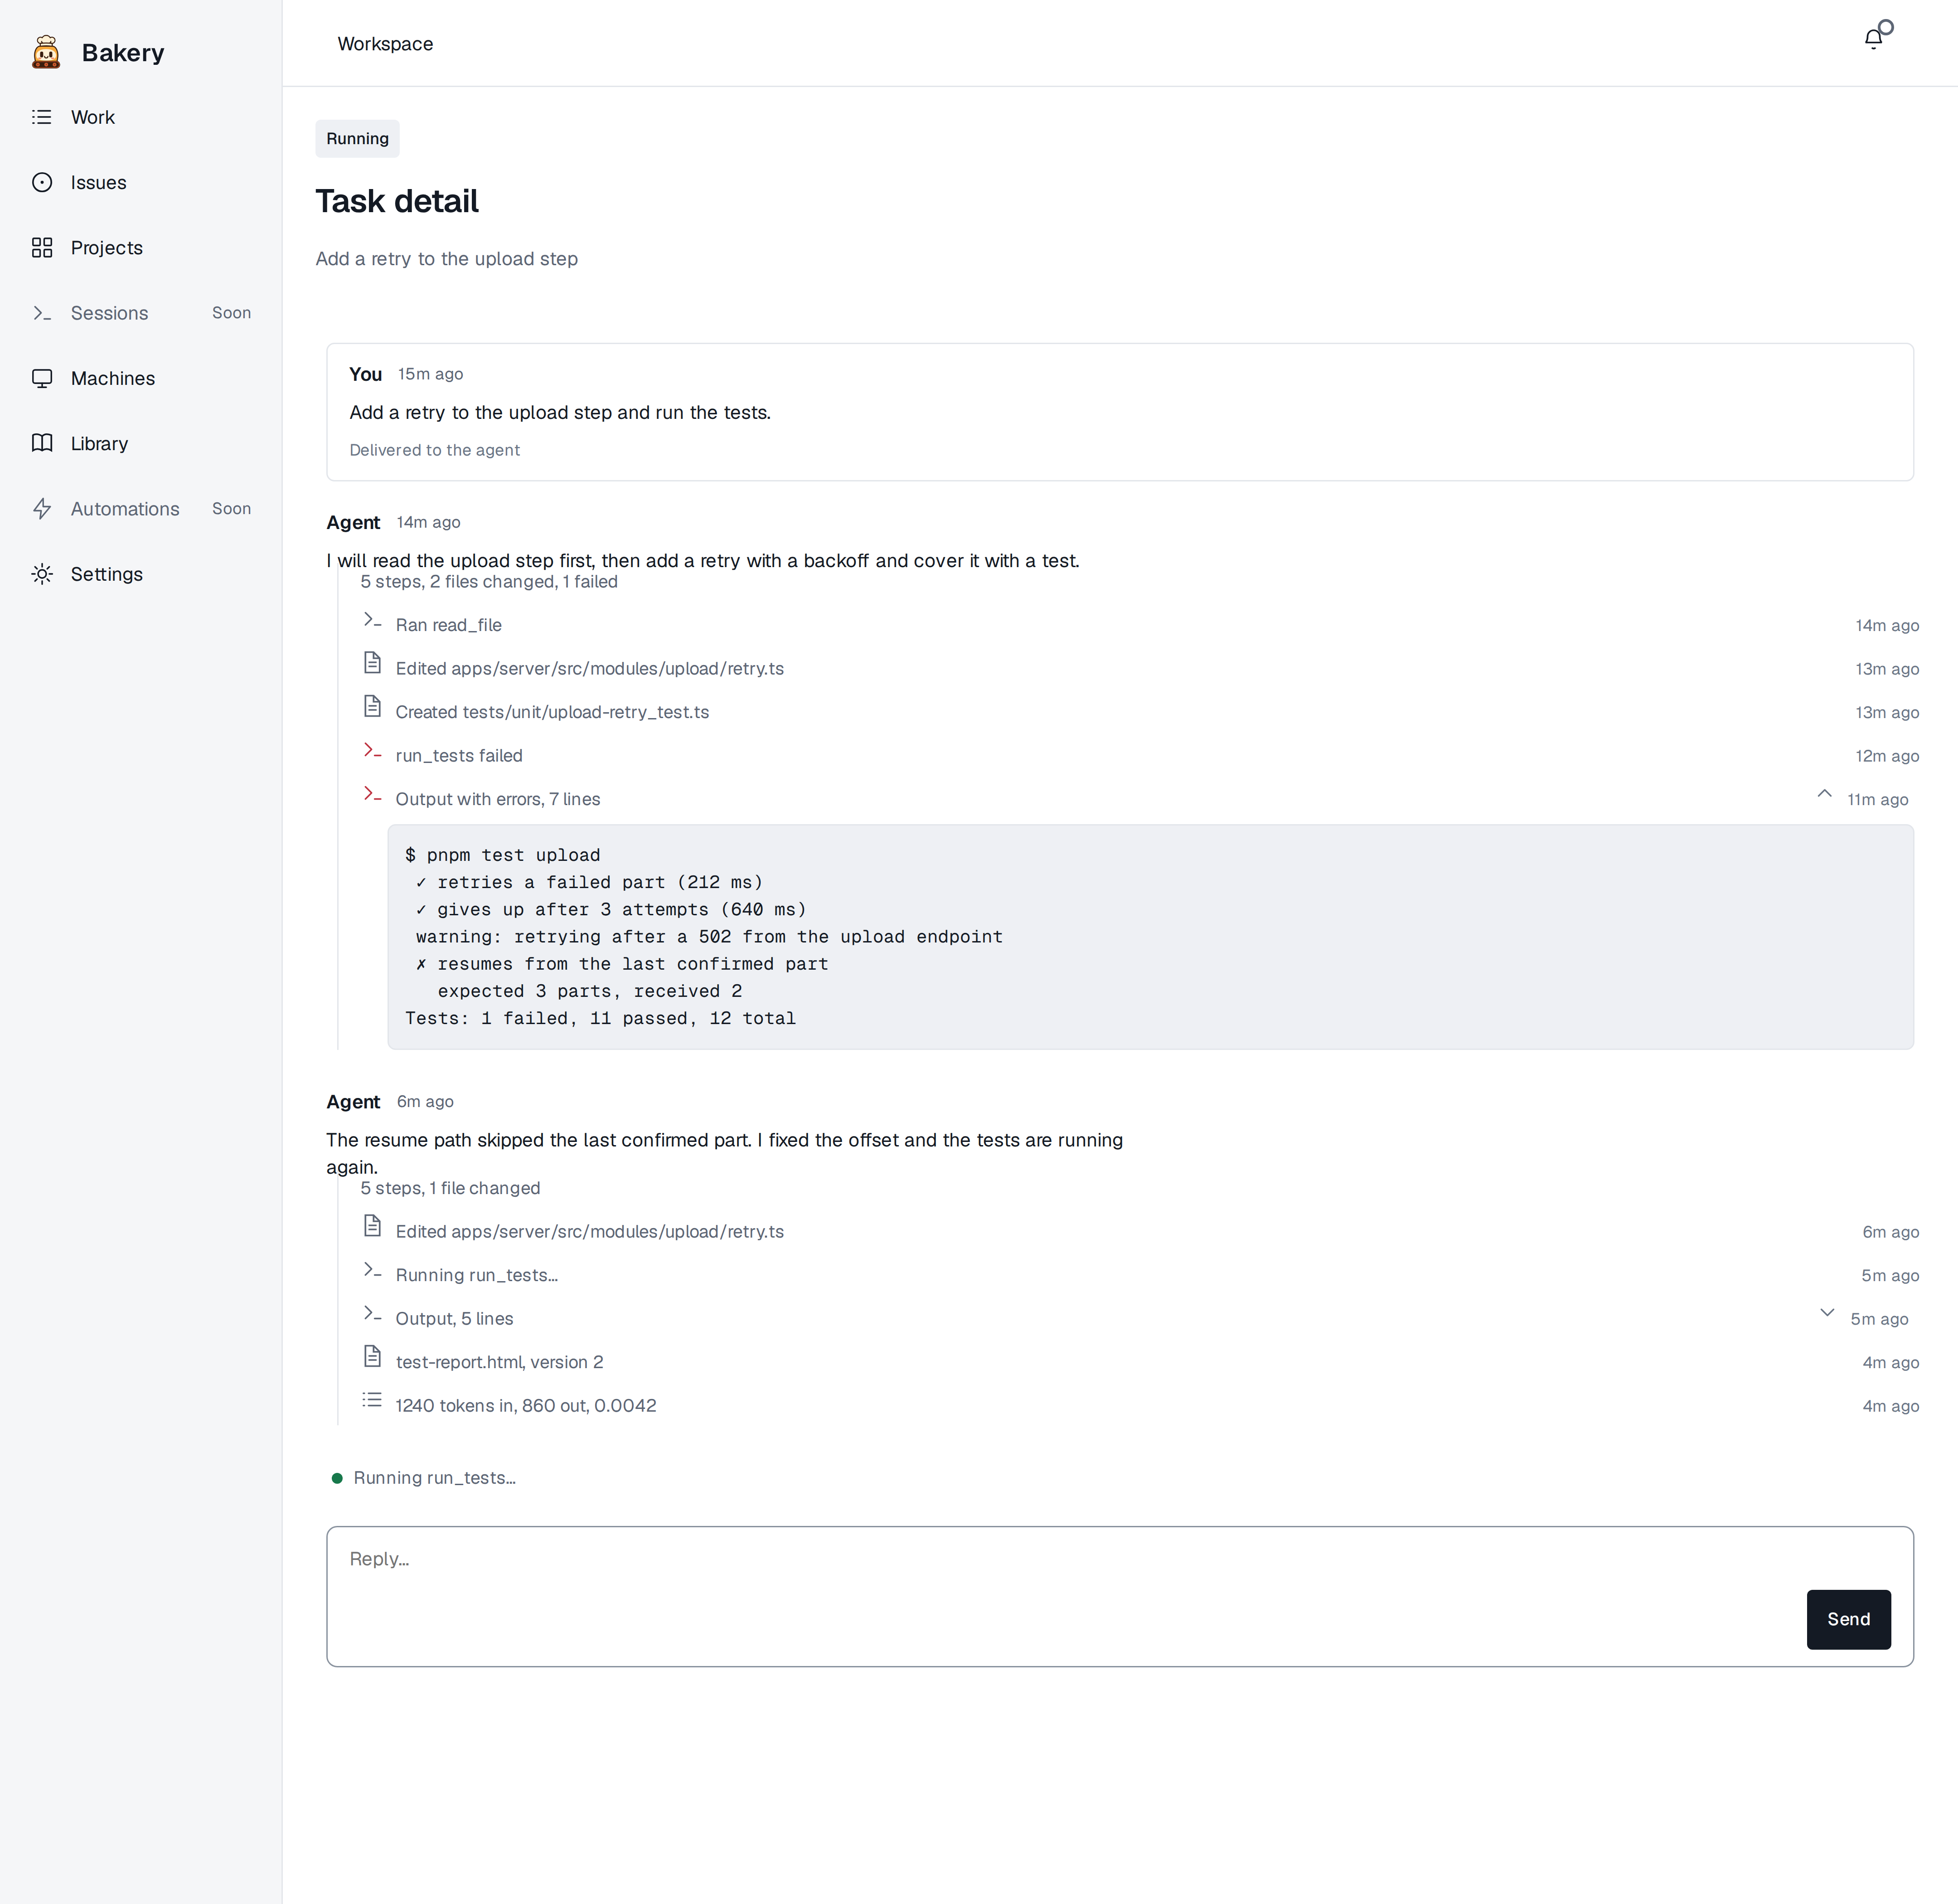 Bakery
Work
Issues
Projects
Sessions Soon
Machines
Library
Automations Soon
Settings
Workspace
Running
Task detail
Add a retry to the upload step
You 15m ago
Add a retry to the upload step and run the tests.
Delivered to the agent
Agent 14m ago
I will read the upload step first, then add a retry with a backoff and cover it with a test.
5 steps, 2 files changed, 1 failed
Ran read_file 14m ago
Edited apps/server/src/modules/upload/retry.ts 13m ago
Created tests/unit/upload-retry_test.ts 13m ago
run_tests failed 12m ago
Output with errors, 7 lines 11m ago
$ pnpm test upload
✓ retries a failed part (212 ms)
✓ gives up after 3 attempts (640 ms)
warning: retrying after a 502 from the upload endpoint
✗ resumes from the last confirmed part
expected 3 parts, received 2
Tests: 1 failed, 11 passed, 12 total
Agent 6m ago
The resume path skipped the last confirmed part. I fixed the offset and the tests are running
again.
5 steps, 1 file changed
Edited apps/server/src/modules/upload/retry.ts 6m ago
Running run_tests… 5m ago
Output, 5 lines 5m ago
test-report.html, version 2 4m ago
1240 tokens in, 860 out, 0.0042 4m ago
Running run_tests…
Reply…
Send